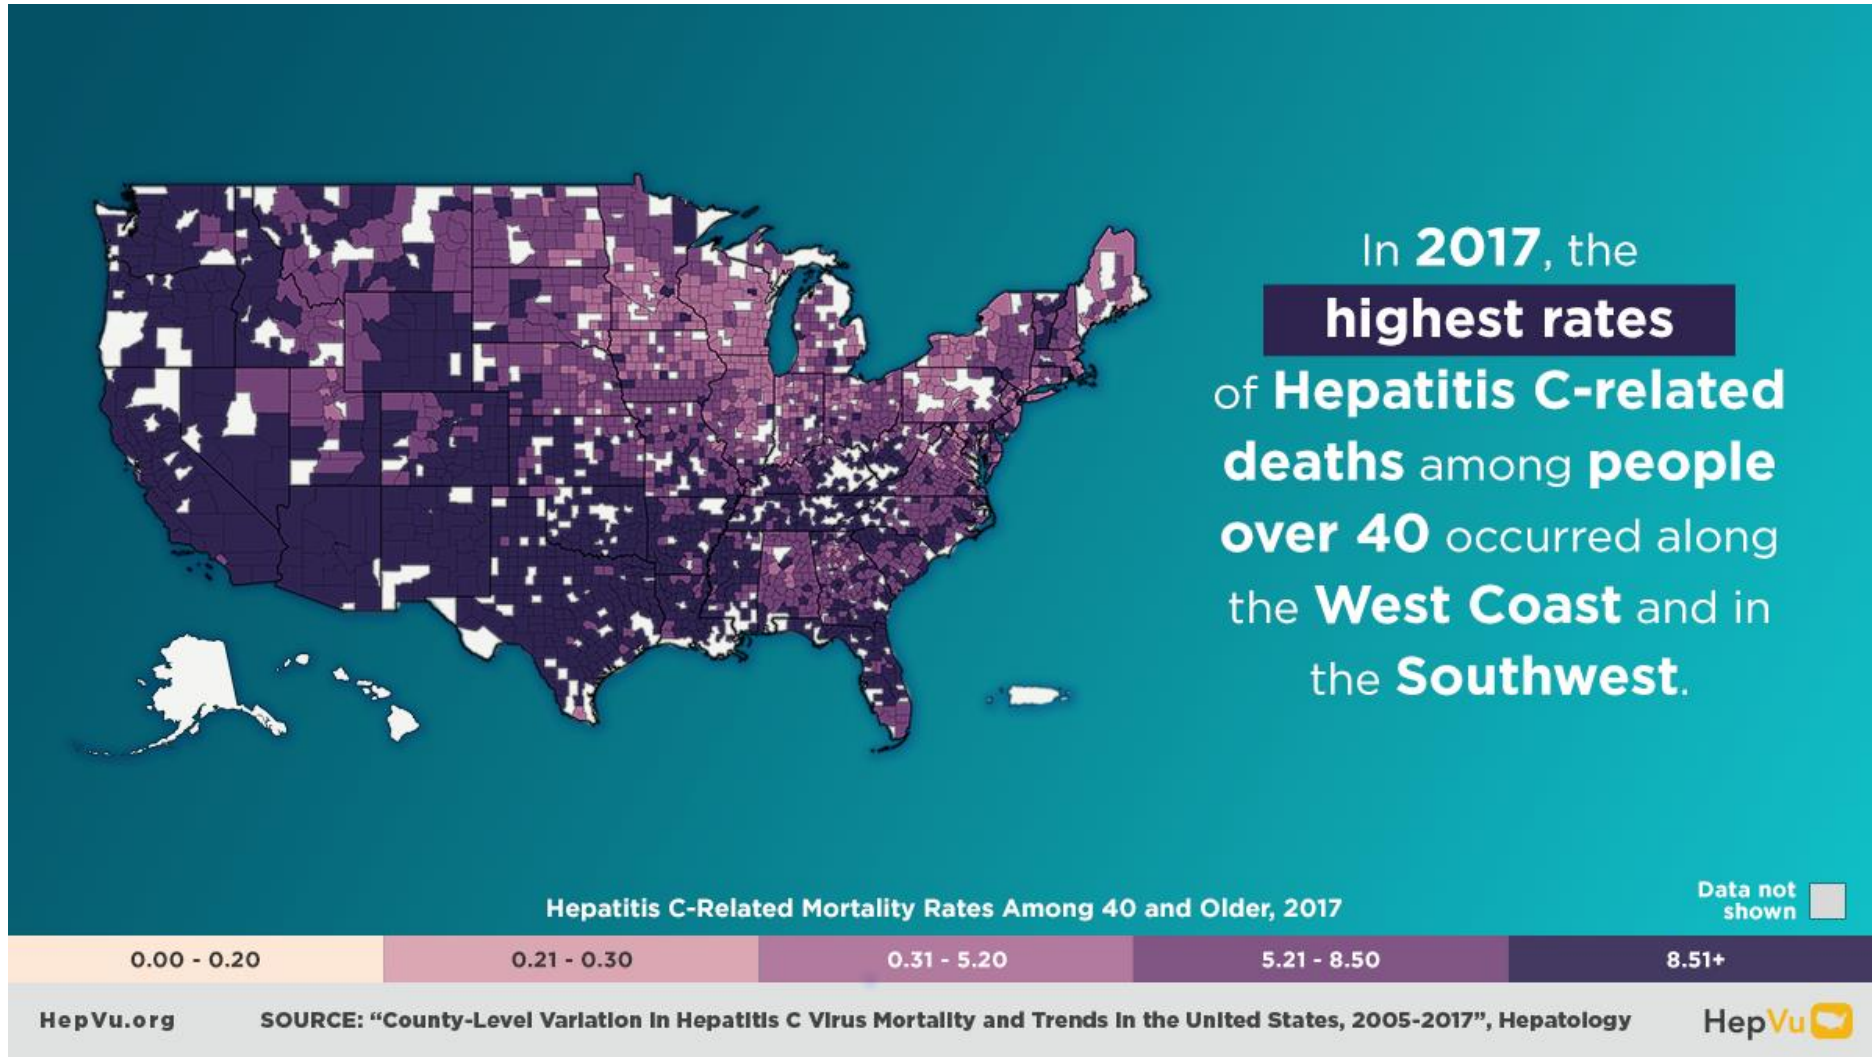 In 2017, the
highest rates
of Hepatitis C-related
deaths among people
over 40 occurred along
the West Coast and in
the Southwest.
Hepatitis C-Related Mortality Rates Among 40 and Older, 2017
Data not
shown
0.00 - 0.20
0.21 - 0.30
0.31 - 5.20
5.21 - 8.50
8.51+
HepVu.org
SOURCE: “County-Level Variation in Hepatitis C Virus Mortality and Trends in the United States, 2005-2017”, Hepatology
HepVu